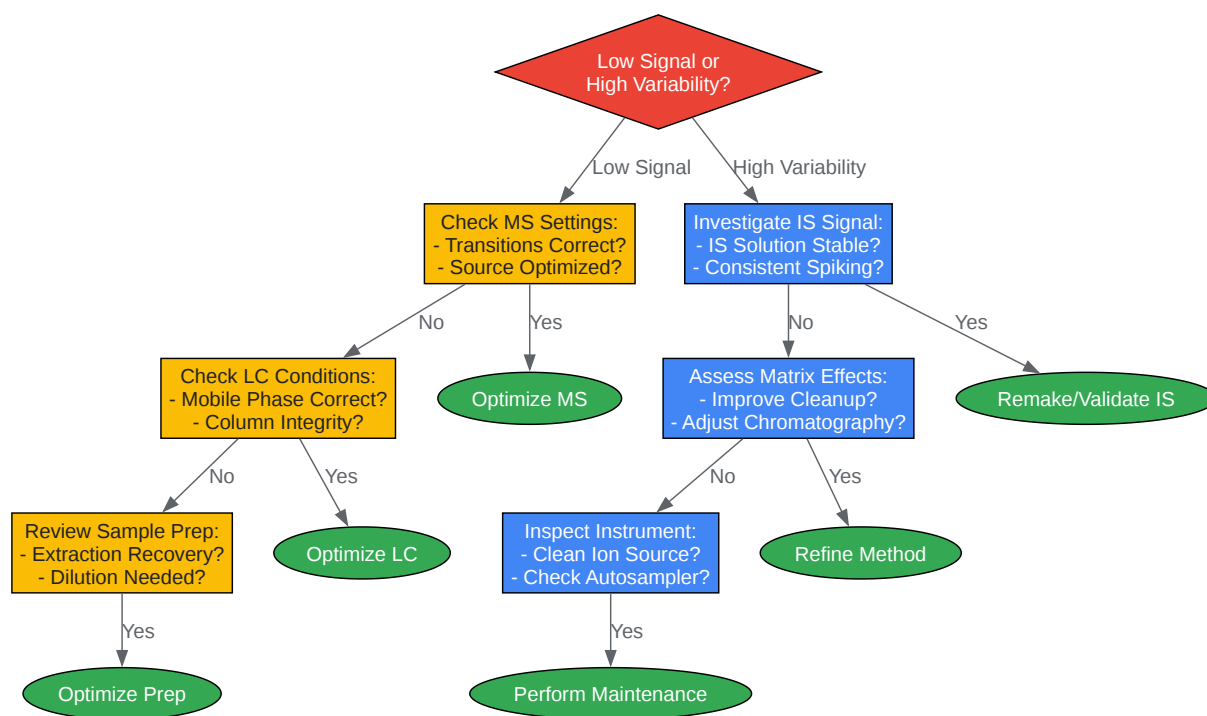 Low Signal or
High Variability?
Low Signal
High Variability
Check MS Settings:
- Transitions Correct?
- Source Optimized?
Investigate IS Signal:
- IS Solution Stable?
- Consistent Spiking?
No
Yes
No
Yes
Check LC Conditions:
- Mobile Phase Correct?
- Column Integrity?
Optimize MS
Assess Matrix Effects:
- Improve Cleanup?
- Adjust Chromatography?
Remake/Validate IS
No
Yes
No
Yes
Review Sample Prep:
- Extraction Recovery?
- Dilution Needed?
Optimize LC
Inspect Instrument:
- Clean Ion Source?
- Check Autosampler?
Refine Method
Yes
Yes
Optimize Prep
Perform Maintenance